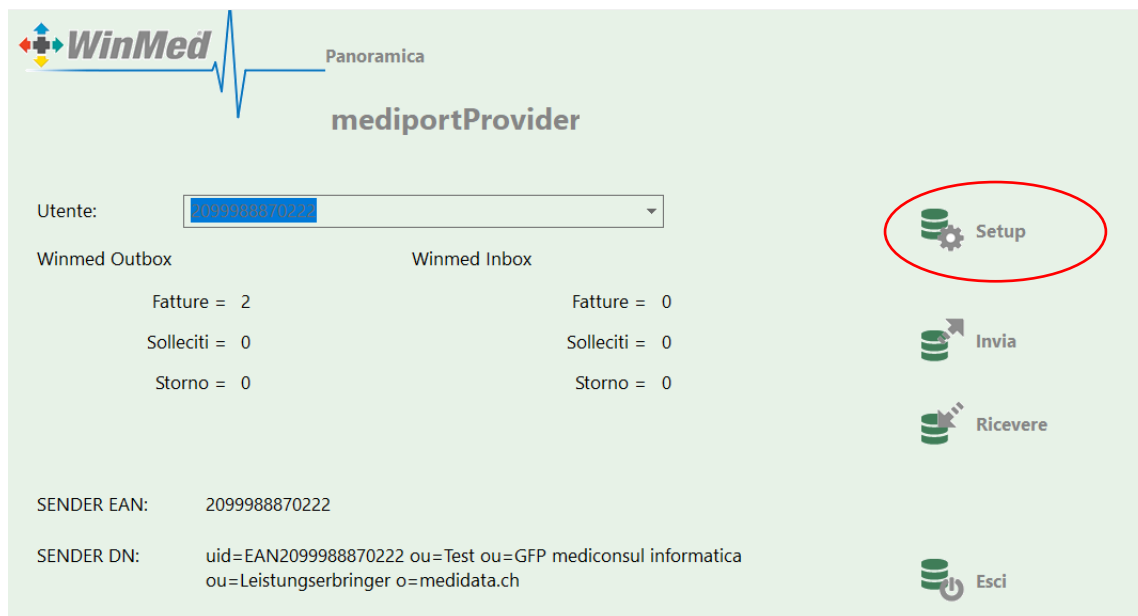 WinMed
Panoramica
mediportProvider
Utente: 2099988870222
Setup
Winmed Outbox Winmed Inbox
Fatture = 2 Fatture = 0
Solleciti = 0 Solleciti = 0
Invia
Storno = 0 Storno = 0
Ricevere
SENDER EAN: 2099988870222
SENDER DN: uid=EAN2099988870222 ou=Test ou=GFP mediconsul informatica
ou=Leistungserbringer o=medidata.ch
Esci